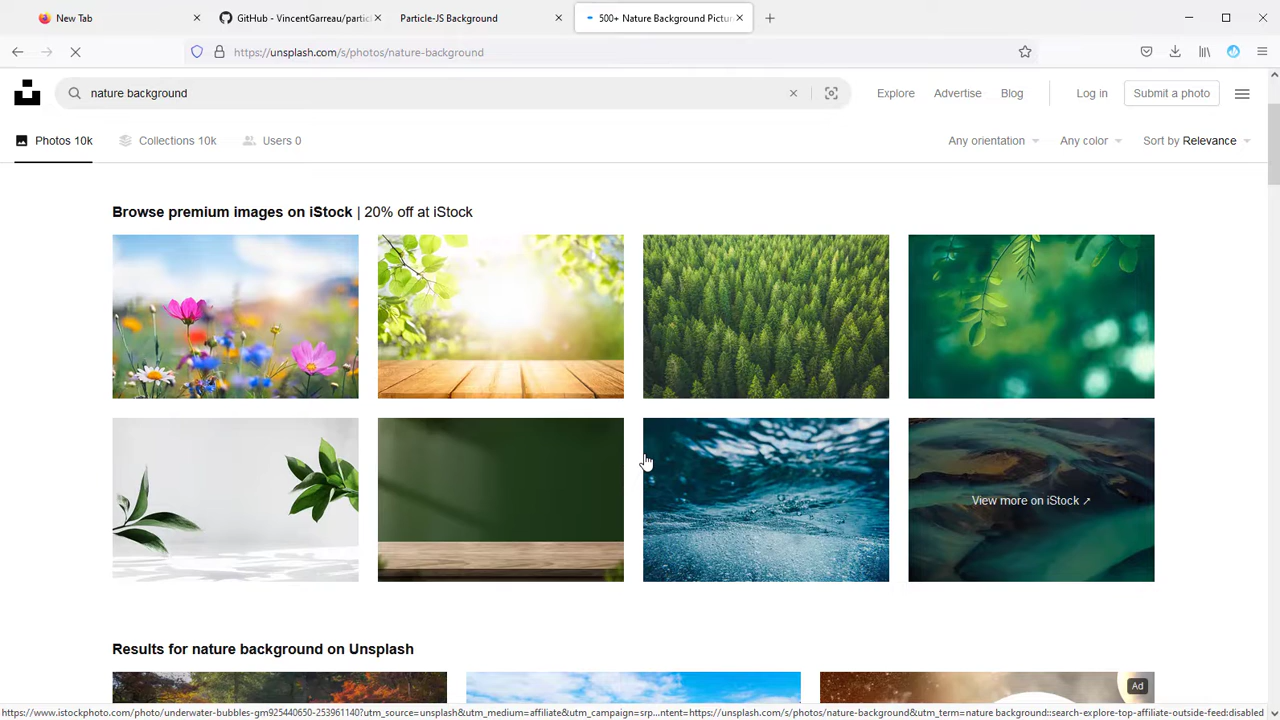 New Tab
GitHub - VincentGarreau/partic
Particle-JS Background
500+ Nature Background Pictur
https://unsplash.com/s/photos/nature-background
nature background
Explore
Advertise
Blog
Log in
Submit a photo
Photos 10k
Collections 10k
Users 0
Any orientation
Any color
Sort by Relevance
Browse premium images on iStock | 20% off at iStock
View more on iStock ↗
Results for nature background on Unsplash
Ad
https://www.istockphoto.com/photo/underwater-bubbles-gm925440650-253961140?utm_source=unsplash&utm_medium=affiliate&utm_campaign=srp...ntent=https://unsplash.com/s/photos/nature-background&utm_term=nature background::search-explore-top-affiliate-outside-feed:disabled